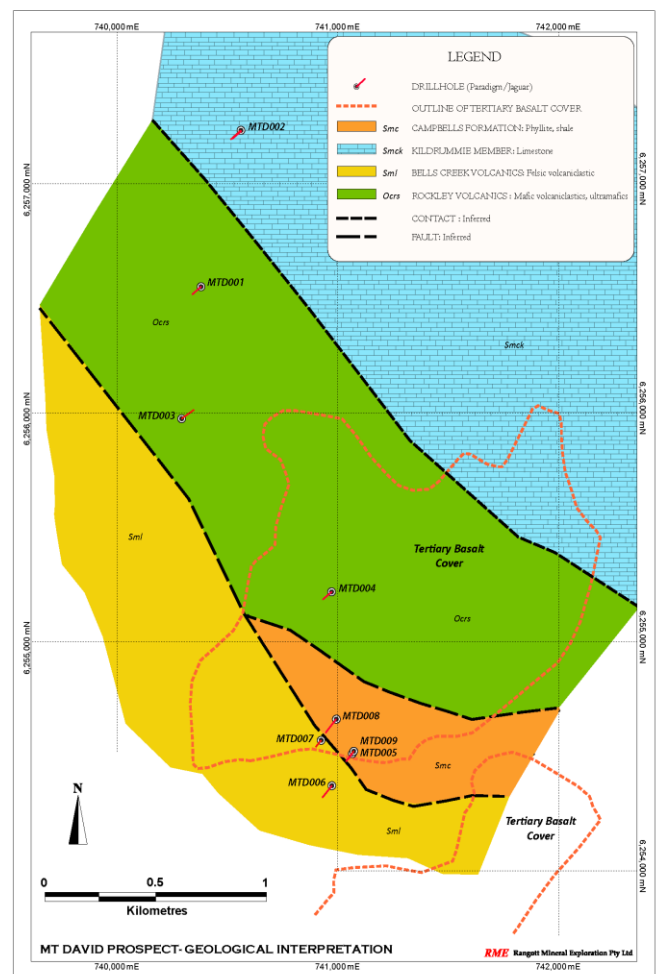 740,000 mE
741,000 mE
742,000 mE
LEGEND
DRILLHOLE (Paradigm/Jaguar)
OUTLINE OF TERTIARY BASALT COVER
Smc CAMPBELLS FORMATION: Phyllite, shale
Smck KILDRUMMIE MEMBER: Limestone
Sml BELLS CREEK VOLCANICS: Felsic volcaniclastic
Ocrs ROCKLEY VOLCANICS : Mafic volcaniclastics, ultramafics
CONTACT : Inferred
FAULT: Inferred
MTD002
6,257,000 mN
6,257,000 mN
MTD001
Ocrs
Smck
6,256,000 mN
6,256,000 mN
MTD003
Sml
Tertiary Basalt
Cover
MTD004
Ocrs
6,255,000 mN
6,255,000 mN
MTD008
MTD007
MTD009
MTD005
Smc
MTD006
Sml
Tertiary Basalt
Cover
N
6,254,000 mN
0 0.5 1
Kilometres
MT DAVID PROSPECT- GEOLOGICAL INTERPRETATION
RME Rangott Mineral Exploration Pty Ltd
740,000 mE
741,000 mE
742,000 mE